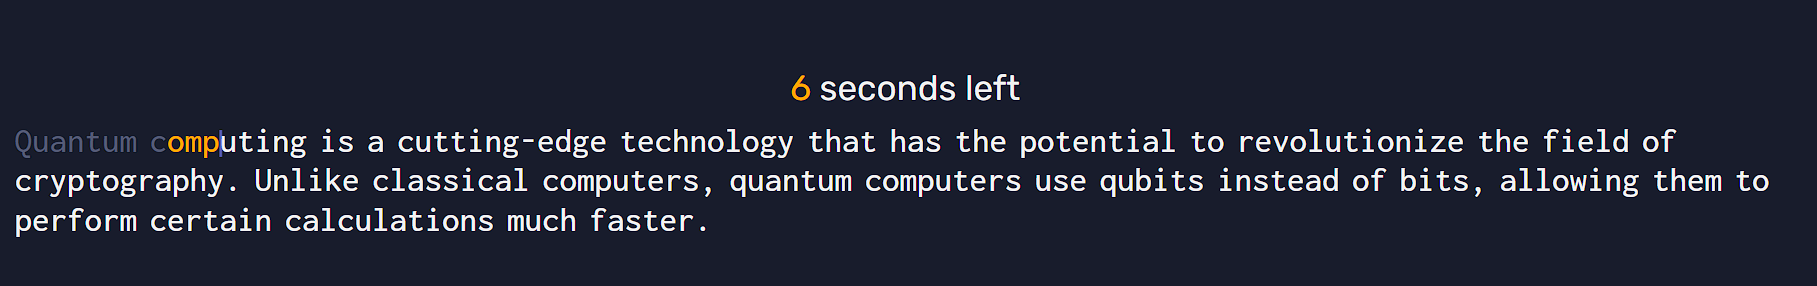 6 seconds left
Quantum computing is a cutting-edge technology that has the potential to revolutionize the field of
cryptography. Unlike classical computers, quantum computers use qubits instead of bits, allowing them to
perform certain calculations much faster.